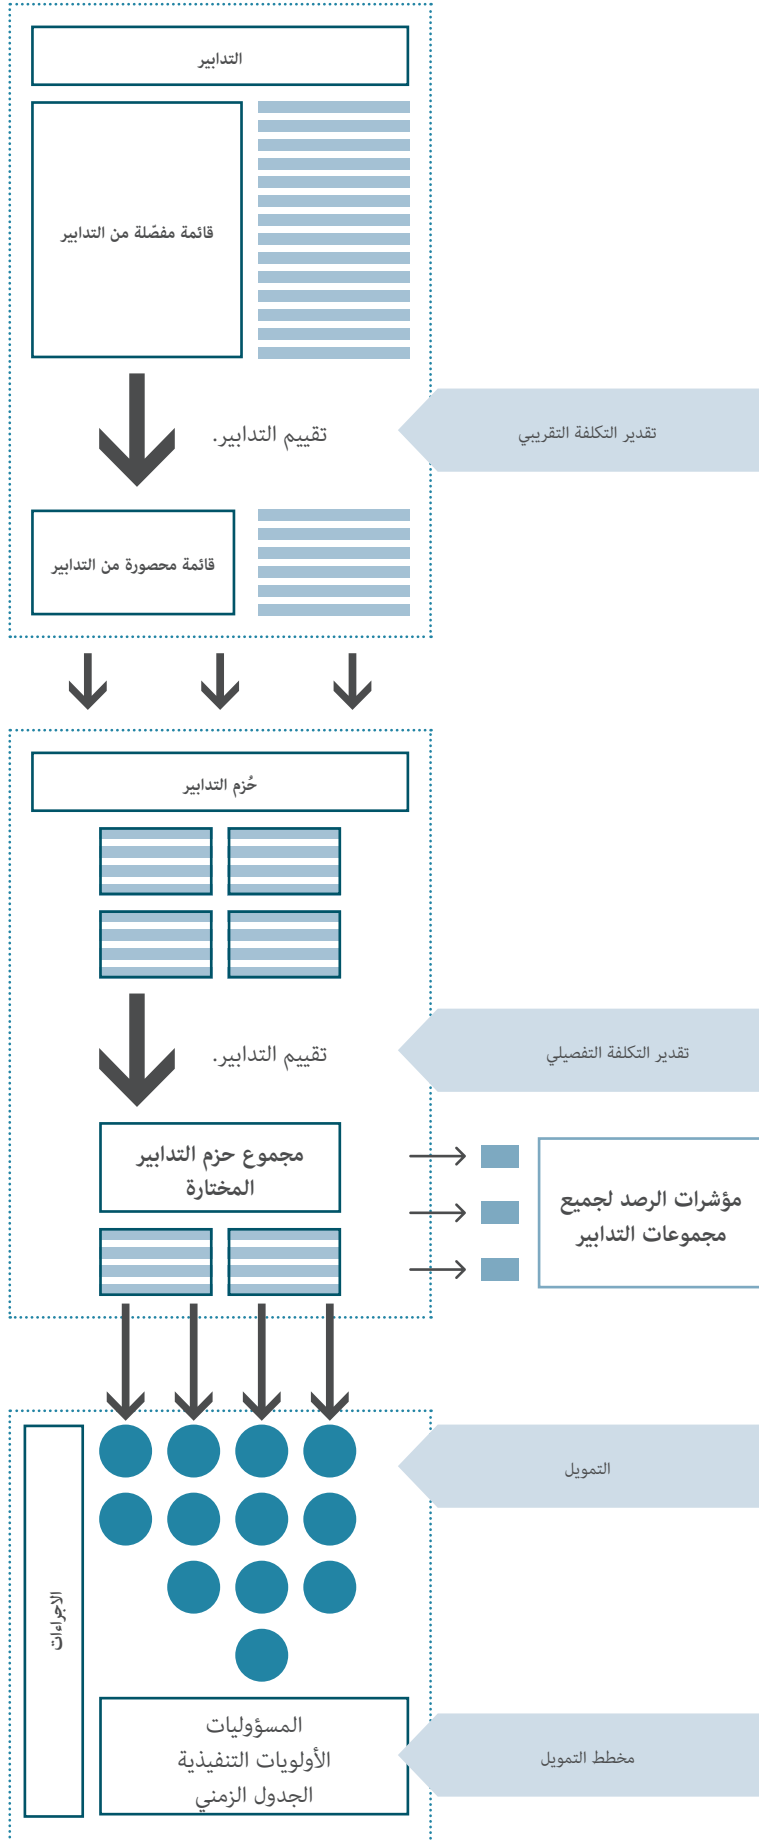 التدابير
قائمة مفصّلة من التدابير
تقييم التدابير.
تقدير التكلفة التقريبي
قائمة محصورة من التدابير
حُزم التدابير
تقييم التدابير.
تقدير التكلفة التفصيلي
مجموع حزم التدابير
المختارة
مؤشرات الرصد لجميع
مجموعات التدابير
التمويل
الاجراءات
المسؤوليات
الأولويات التنفيذية
الجدول الزمني
مخطط التمويل